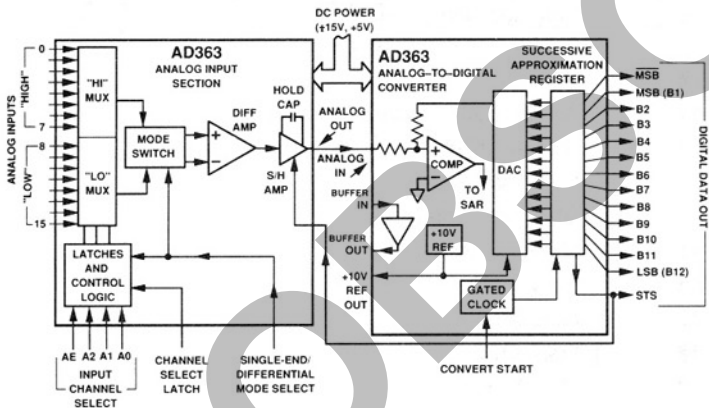 DC POWER
(±15V, +5V)
AD363
ANALOG INPUT
SECTION
"HI"
MUX
"LO"
MUX
MODE
SWITCH
DIFF
AMP
+
−
HOLD
CAP
S/H
AMP
ANALOG
OUT
ANALOG
IN
ANALOG INPUTS
"HIGH"
"LOW"
0
7
8
15
LATCHES
AND
CONTROL
LOGIC
AE A2 A1 A0
INPUT
CHANNEL
SELECT
CHANNEL
SELECT
LATCH
SINGLE-END/
DIFFERENTIAL
MODE SELECT
AD363
ANALOG–TO–DIGITAL
CONVERTER
SUCCESSIVE
APPROXIMATION
REGISTER
+
−
COMP
TO
SAR
DAC
BUFFER
IN
BUFFER
OUT
+10V
REF
+10V
REF
OUT
GATED
CLOCK
CONVERT START
MSB
MSB (B1)
B2
B3
B4
B5
B6
B7
B8
B9
B10
B11
LSB (B12)
STS
DIGITAL DATA OUT